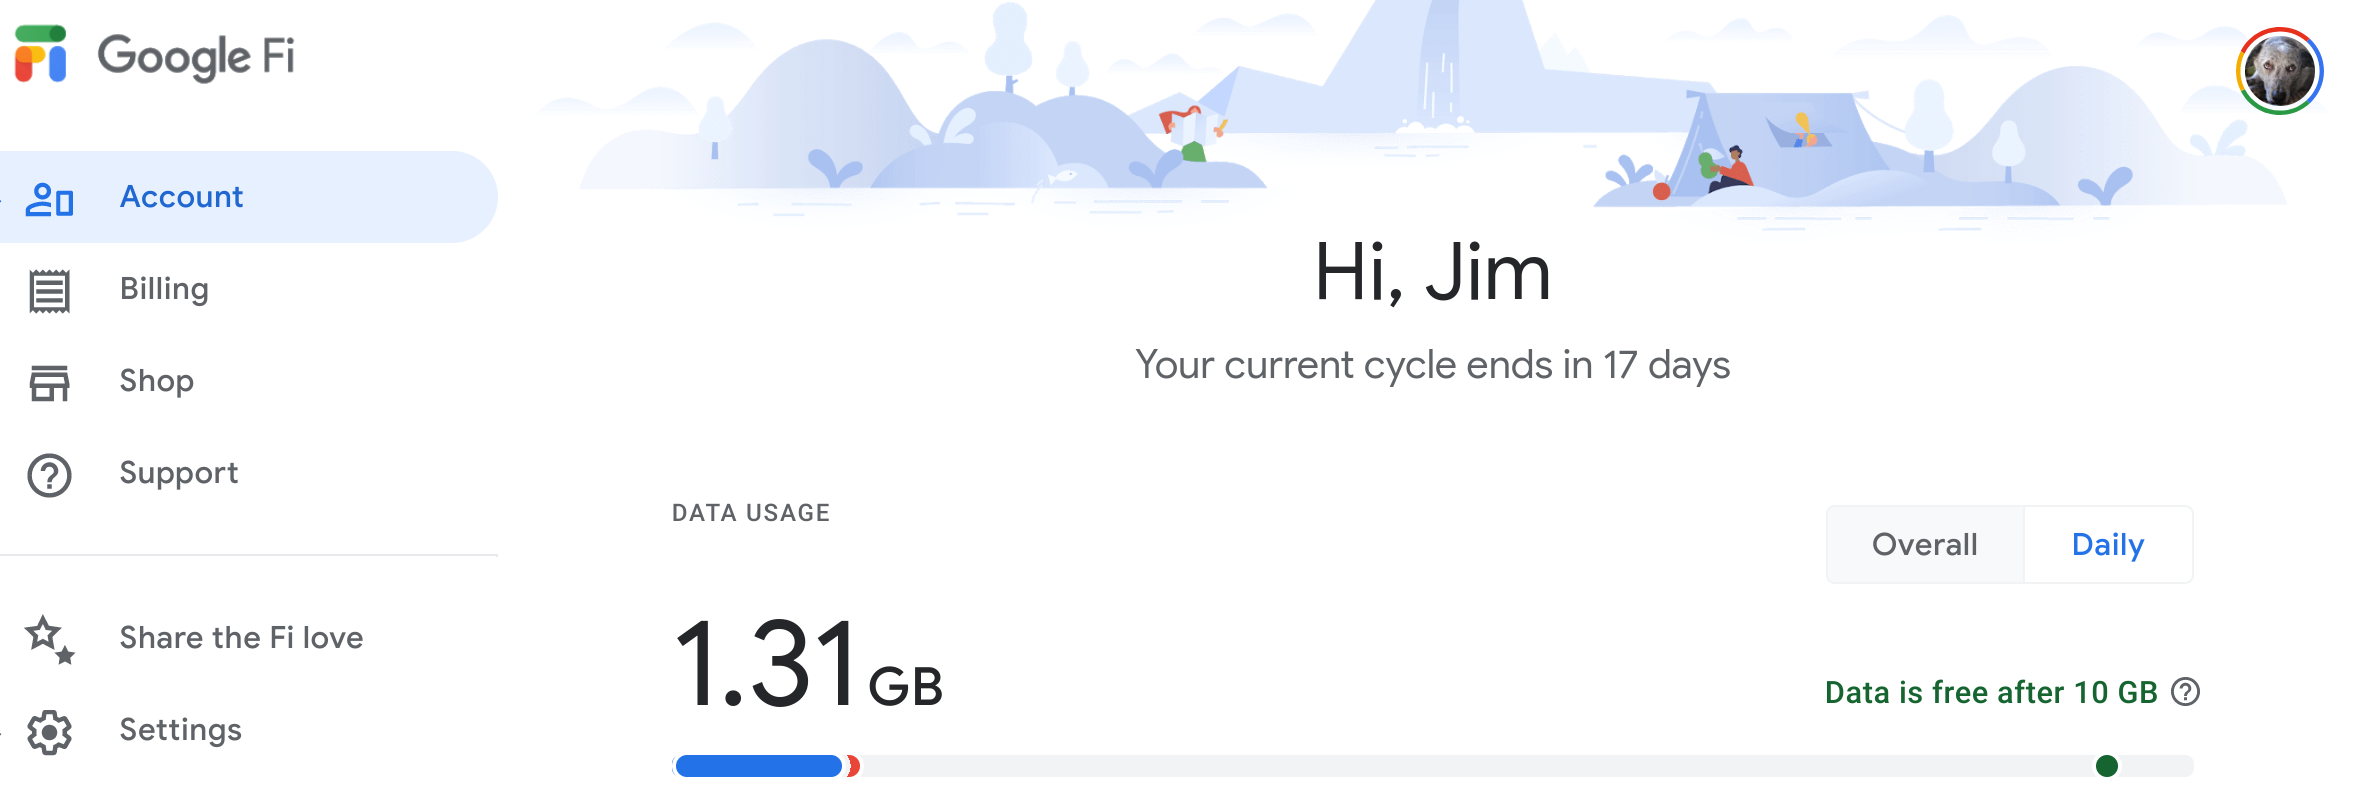 Google Fi
Account
Billing
Shop
Support
Share the Fi love
Settings
Hi, Jim
Your current cycle ends in 17 days
DATA USAGE
Overall
Daily
1.31 GB
Data is free after 10 GB